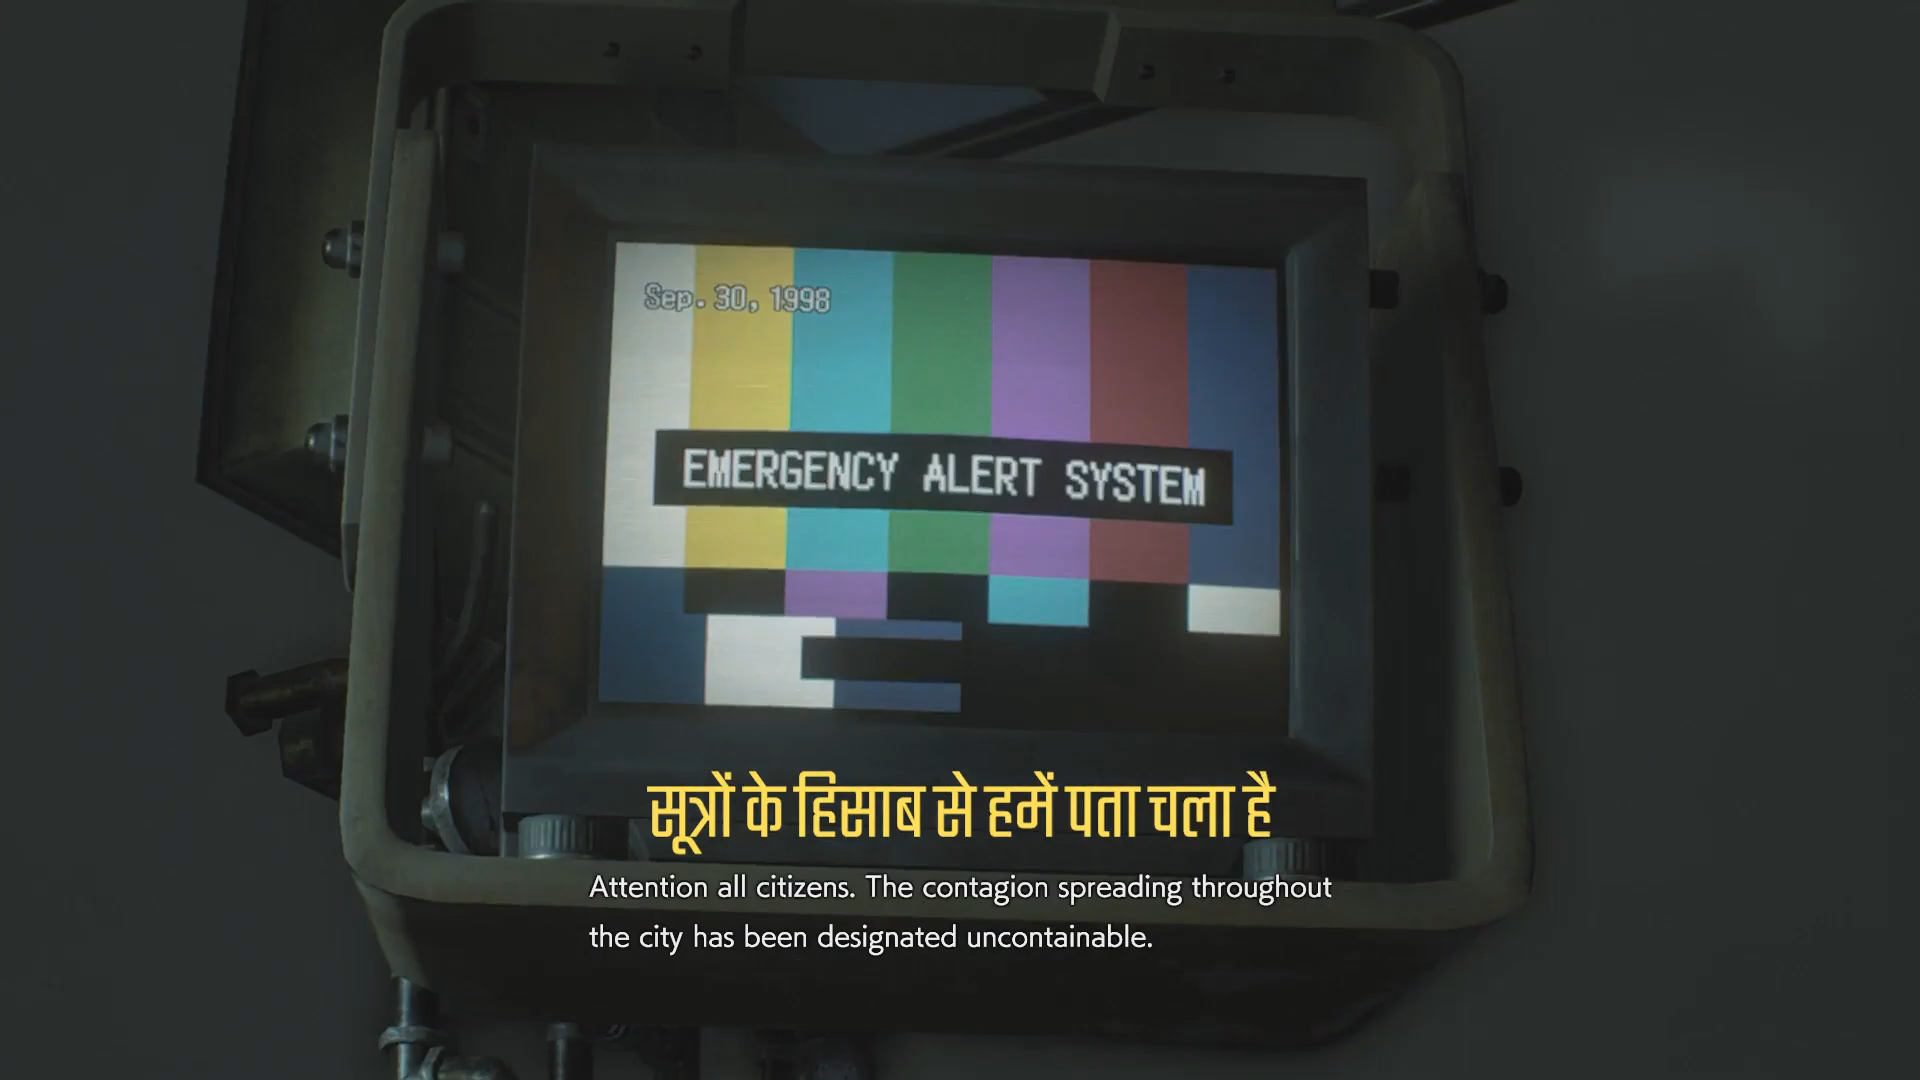 Sep. 30, 1998
EMERGENCY ALERT SYSTEM
सूत्रों के हिसाब से हमें पता चला है
Attention all citizens. The contagion spreading throughout
the city has been designated uncontainable.